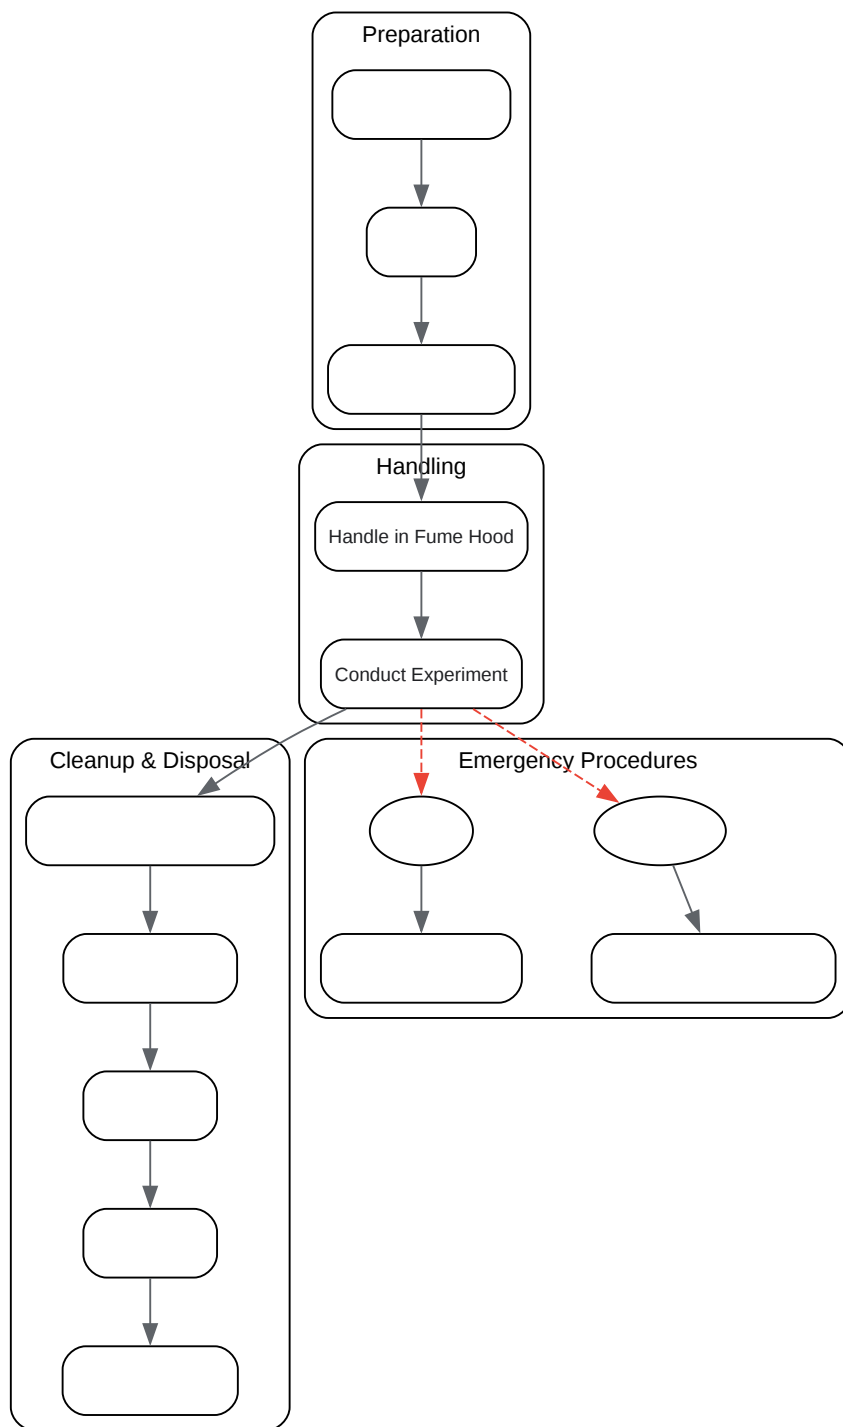 Preparation
Handling
Handle in Fume Hood
Conduct Experiment
Cleanup & Disposal
Emergency Procedures